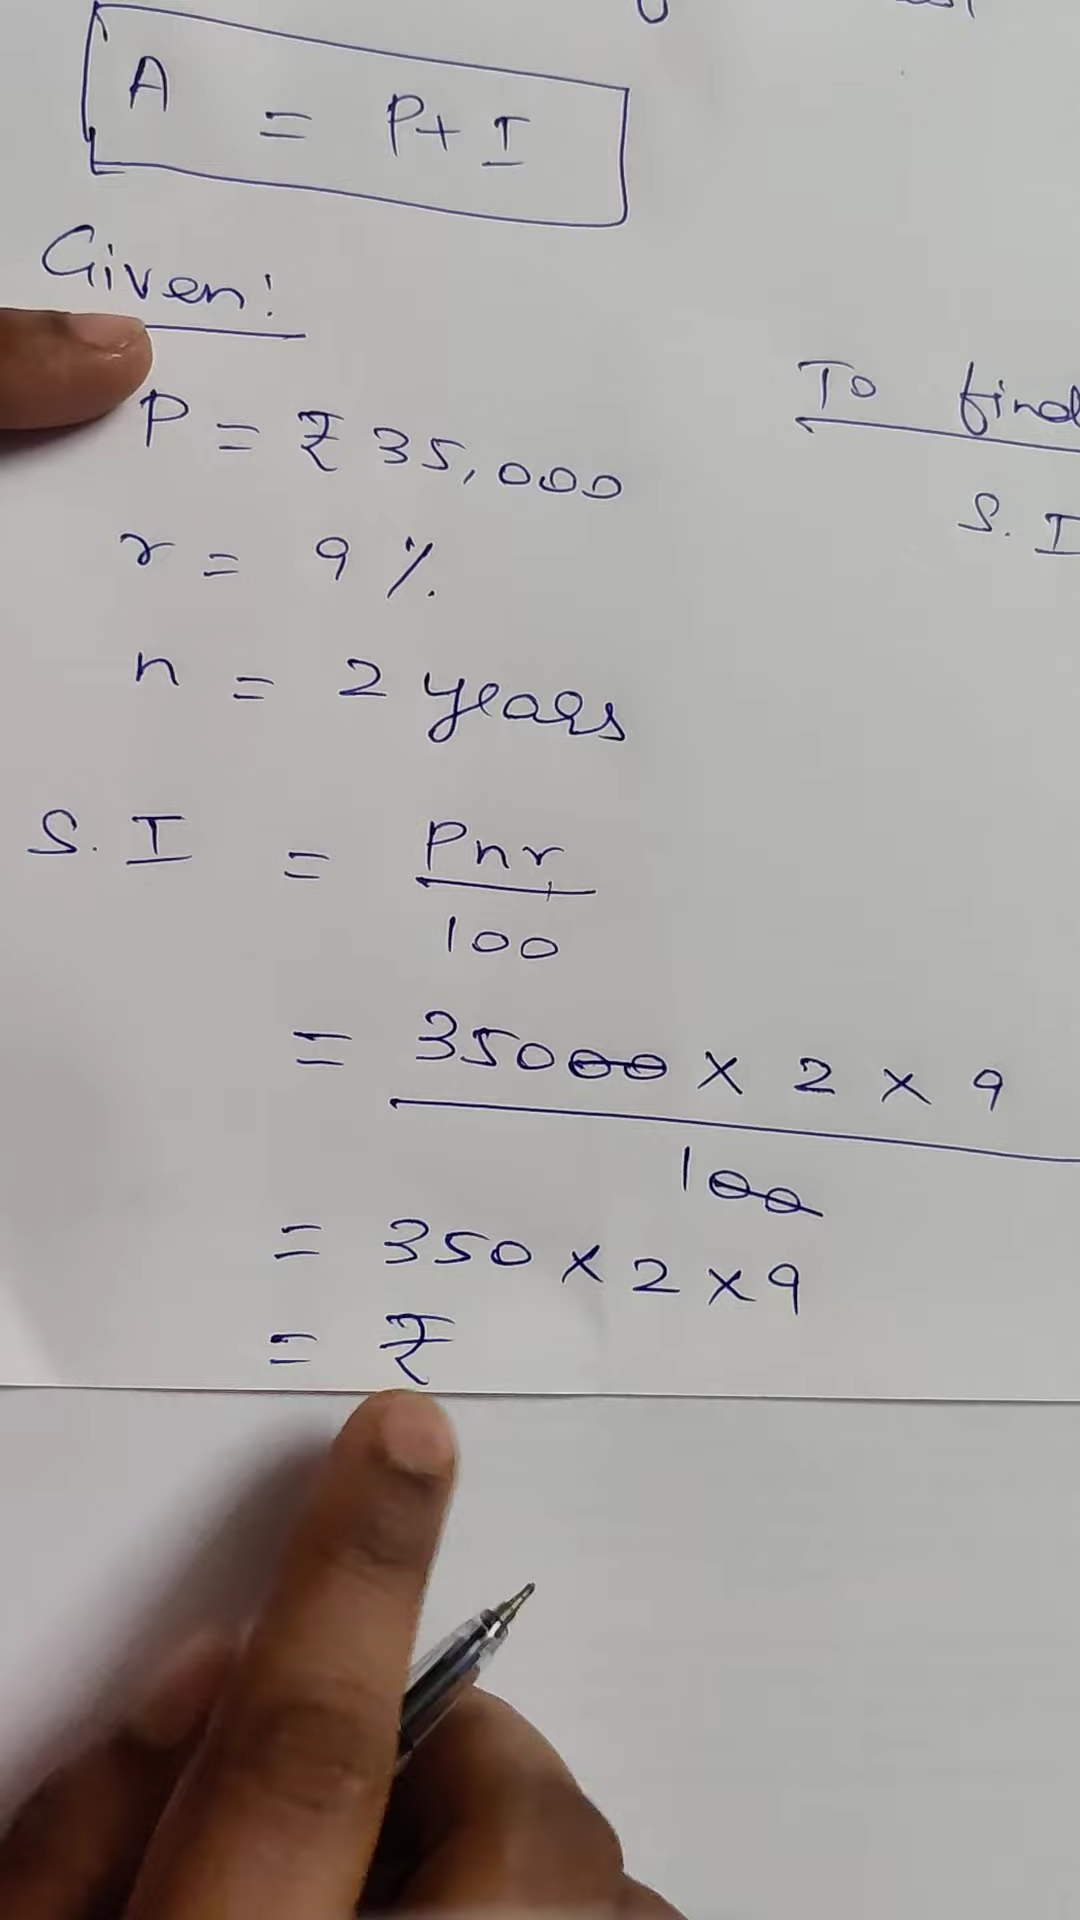 A = P + I
Given:
P = ₹ 35,000
r = 9 %
n = 2 years
To find
S. I
S. I = Pnr
100
= 35000 × 2 × 9
100
= 350 × 2 × 9
= ₹